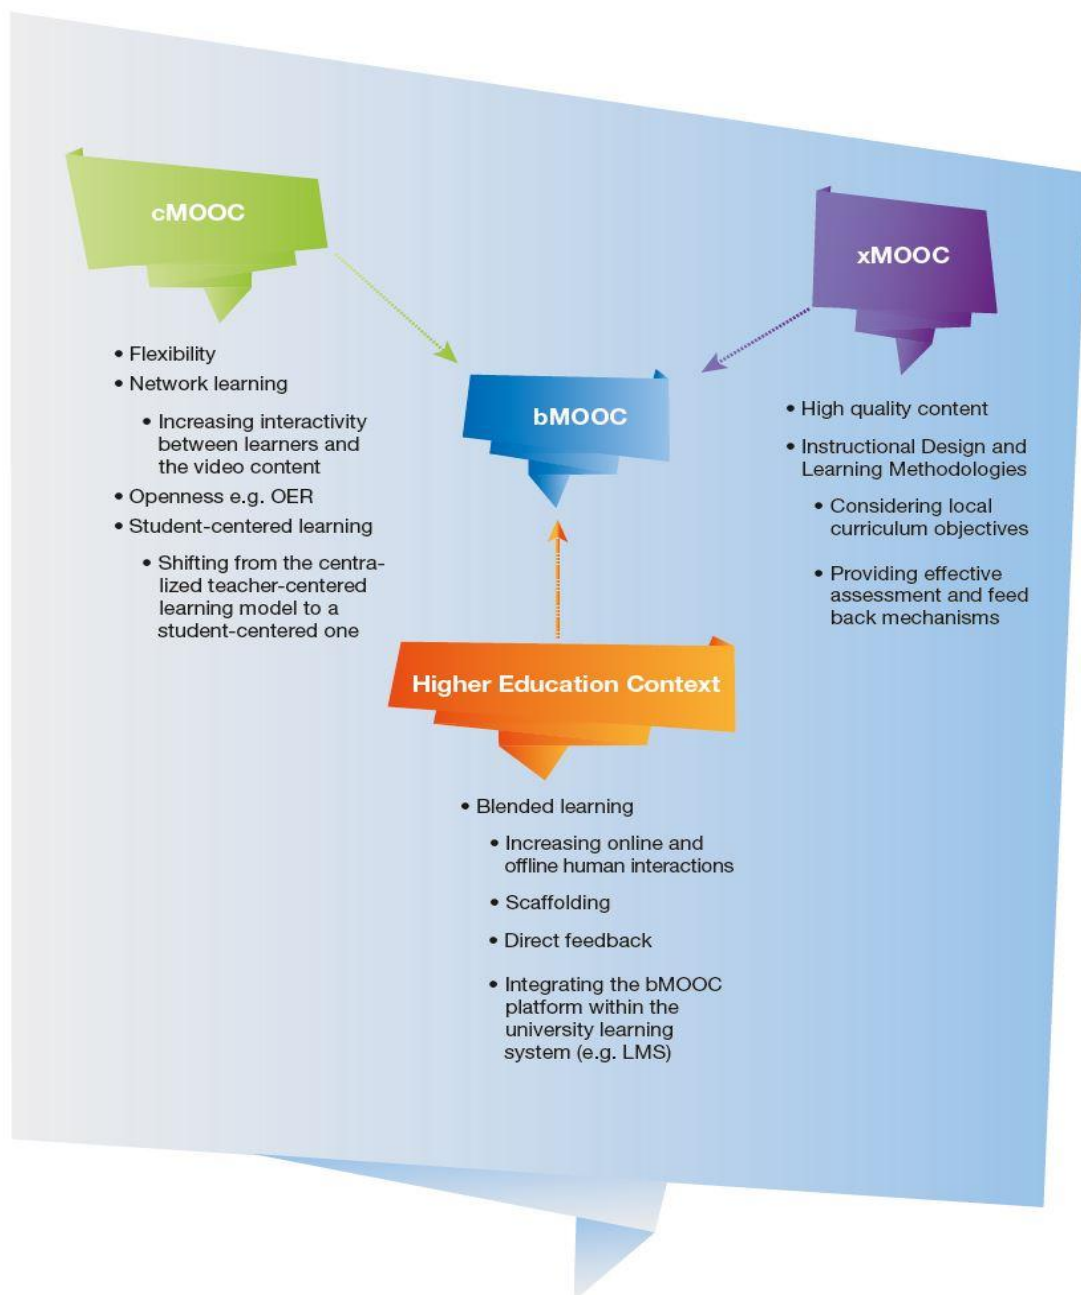 cMOOC
• Flexibility
• Network learning
• Increasing interactivity
between learners and
the video content
• Openness e.g. OER
• Student-centered learning
• Shifting from the centra-
lized teacher-centered
learning model to a
student-centered one
xMOOC
• High quality content
• Instructional Design and
Learning Methodologies
• Considering local
curriculum objectives
• Providing effective
assessment and feed
back mechanisms
bMOOC
Higher Education Context
• Blended learning
• Increasing online and
offline human interactions
• Scaffolding
• Direct feedback
• Integrating the bMOOC
platform within the
university learning
system (e.g. LMS)